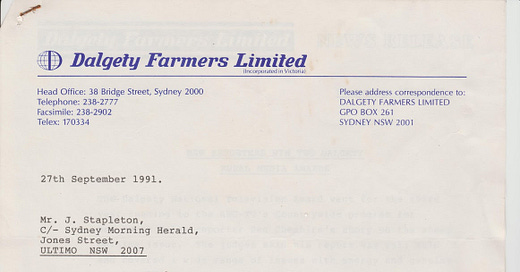 Dalgety Farmers Limited
(Incorporated in Victoria)
Head Office: 38 Bridge Street, Sydney 2000
Telephone: 238-2777
Facsimile: 238-2902
Telex: 170334
Please address correspondence to:
DALGETY FARMERS LIMITED
GPO BOX 261
SYDNEY NSW 2001
27th September 1991.
Mr. J. Stapleton,
C/- Sydney Morning Herald,
Jones Street,
ULTIMO NSW 2007